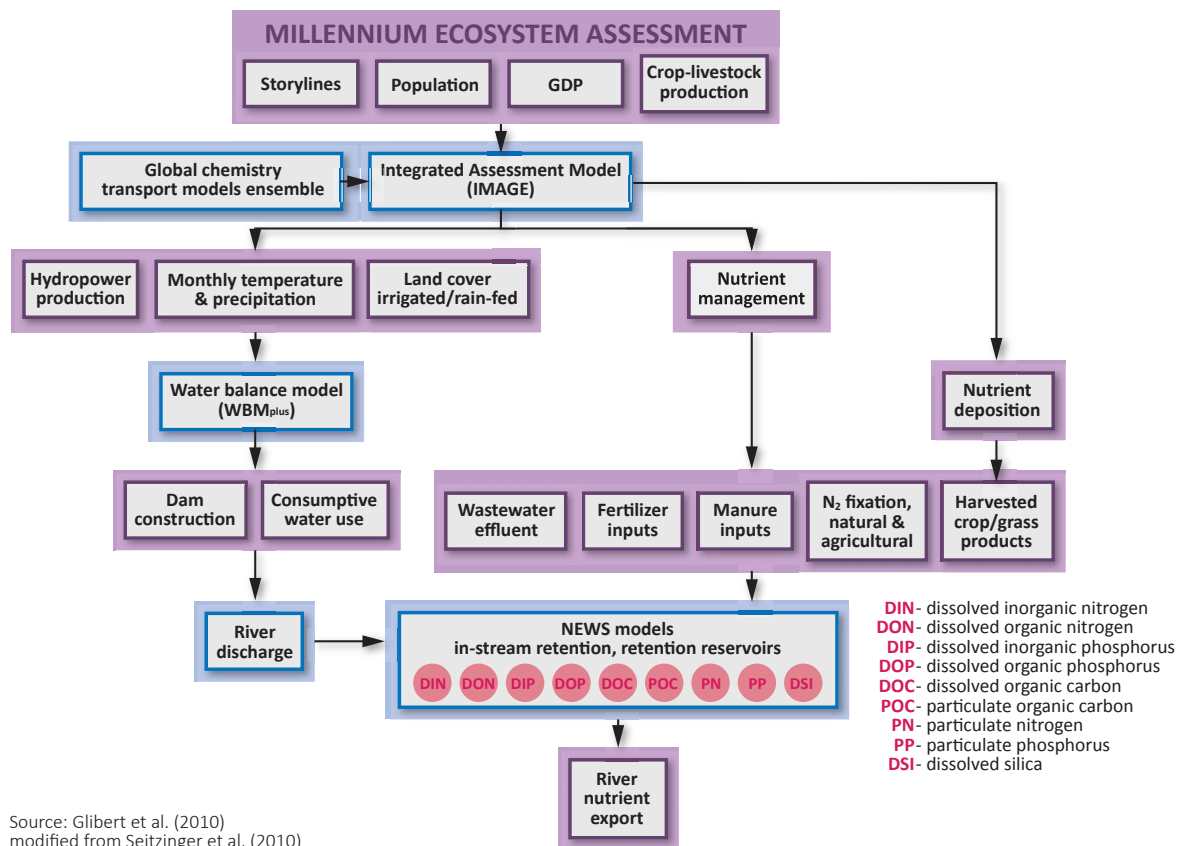 MILLENNIUM ECOSYSTEM ASSESSMENT
Storylines
Population
GDP
Crop-livestock
production
Global chemistry
transport models ensemble
Integrated Assessment Model
(IMAGE)
Hydropower
production
Monthly temperature
& precipitation
Land cover
irrigated/rain-fed
Nutrient
management
Water balance model
(WBMplus)
Nutrient
deposition
Dam
construction
Consumptive
water use
Wastewater
effluent
Fertilizer
inputs
Manure
inputs
N₂ fixation,
natural &
agricultural
Harvested
crop/grass
products
River
discharge
NEWS models
in-stream retention, retention reservoirs
DIN DON DIP DOP DOC POC PN PP DSI
DIN- dissolved inorganic nitrogen
DON- dissolved organic nitrogen
DIP- dissolved inorganic phosphorus
DOP- dissolved organic phosphorus
DOC- dissolved organic carbon
POC- particulate organic carbon
PN- particulate nitrogen
PP- particulate phosphorus
DSI- dissolved silica
River
nutrient
export
Source: Glibert et al. (2010)
modified from Seitzinger et al. (2010)